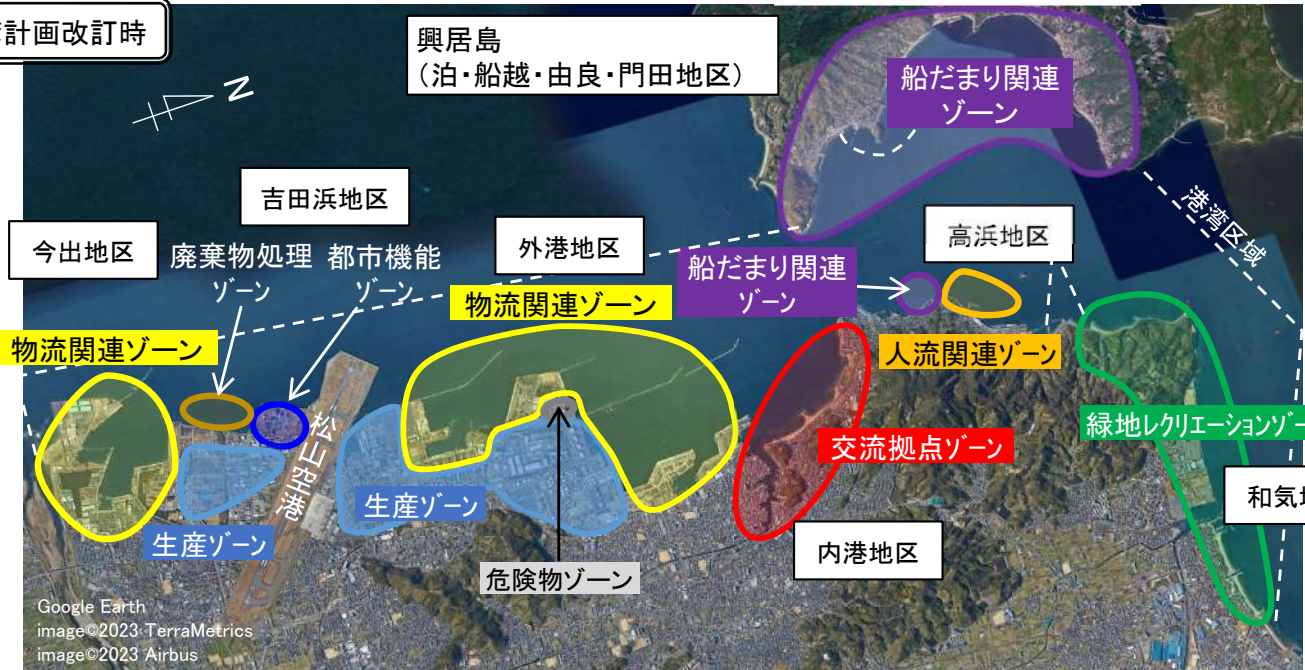 計画改訂時
興居島
（泊・船越・由良・門田地区）
船だまり関連
ゾーン
N
港湾区域
吉田浜地区
今出地区
廃棄物処理
ゾーン
都市機能
ゾーン
外港地区
高浜地区
船だまり関連
ゾーン
物流関連ゾーン
物流関連ゾーン
人流関連ゾーン
松山空港
緑地レクリエーションゾー
交流拠点ゾーン
生産ゾーン
生産ゾーン
和気地
内港地区
危険物ゾーン
Google Earth
image©2023 TerraMetrics
image©2023 Airbus